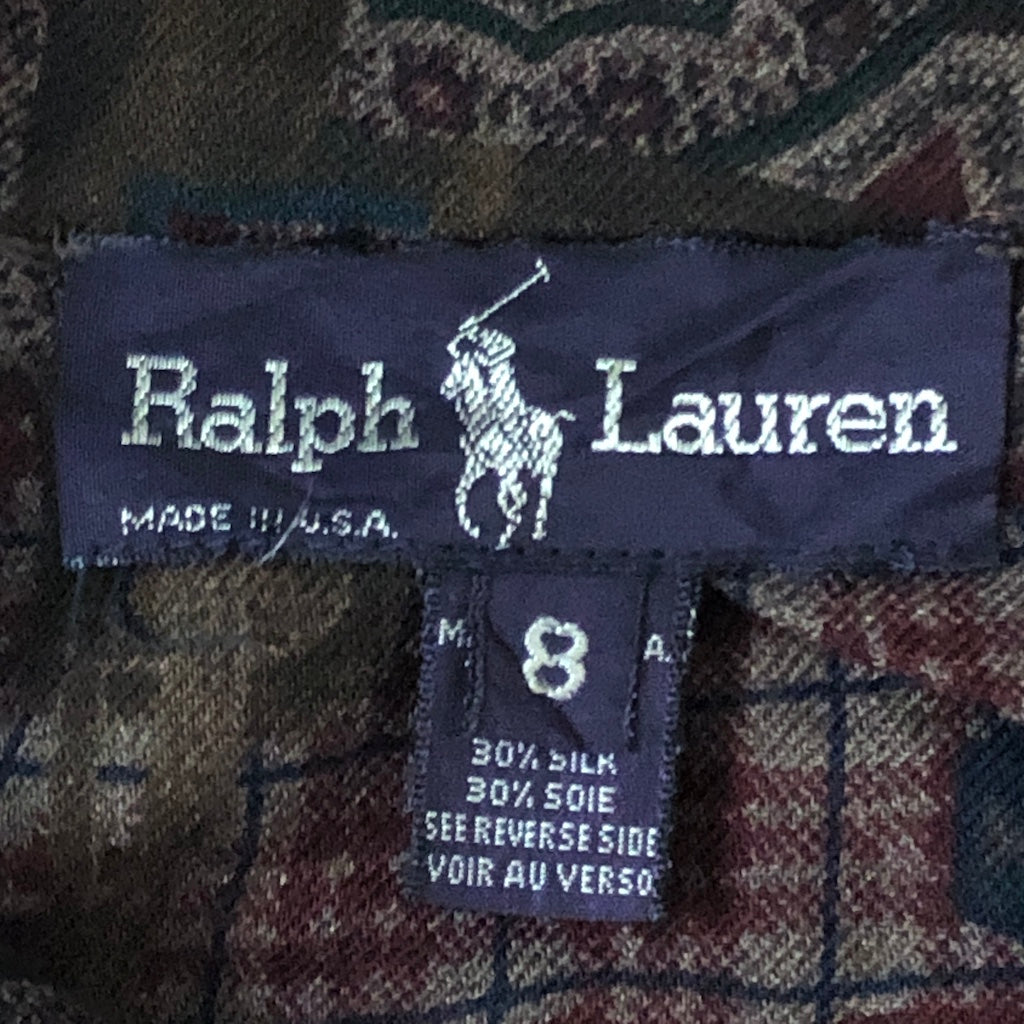 Ralph Lauren
MADE IN U.S.A.
8
30% SILK
30% SOIE
SEE REVERSE SIDE
VOIR AU VERSO